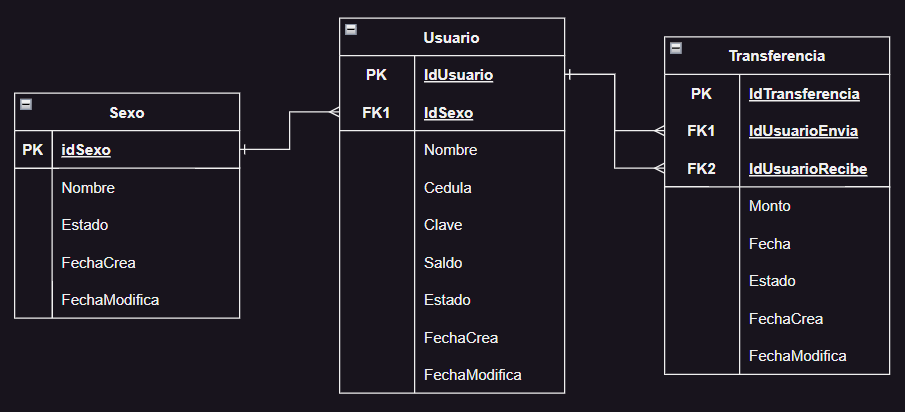 Sexo
PK idSexo
Nombre
Estado
FechaCrea
FechaModifica
Usuario
PK IdUsuario
FK1 IdSexo
Nombre
Cedula
Clave
Saldo
Estado
FechaCrea
FechaModifica
Transferencia
PK IdTransferencia
FK1 IdUsuarioEnvia
FK2 IdUsuarioRecibe
Monto
Fecha
Estado
FechaCrea
FechaModifica